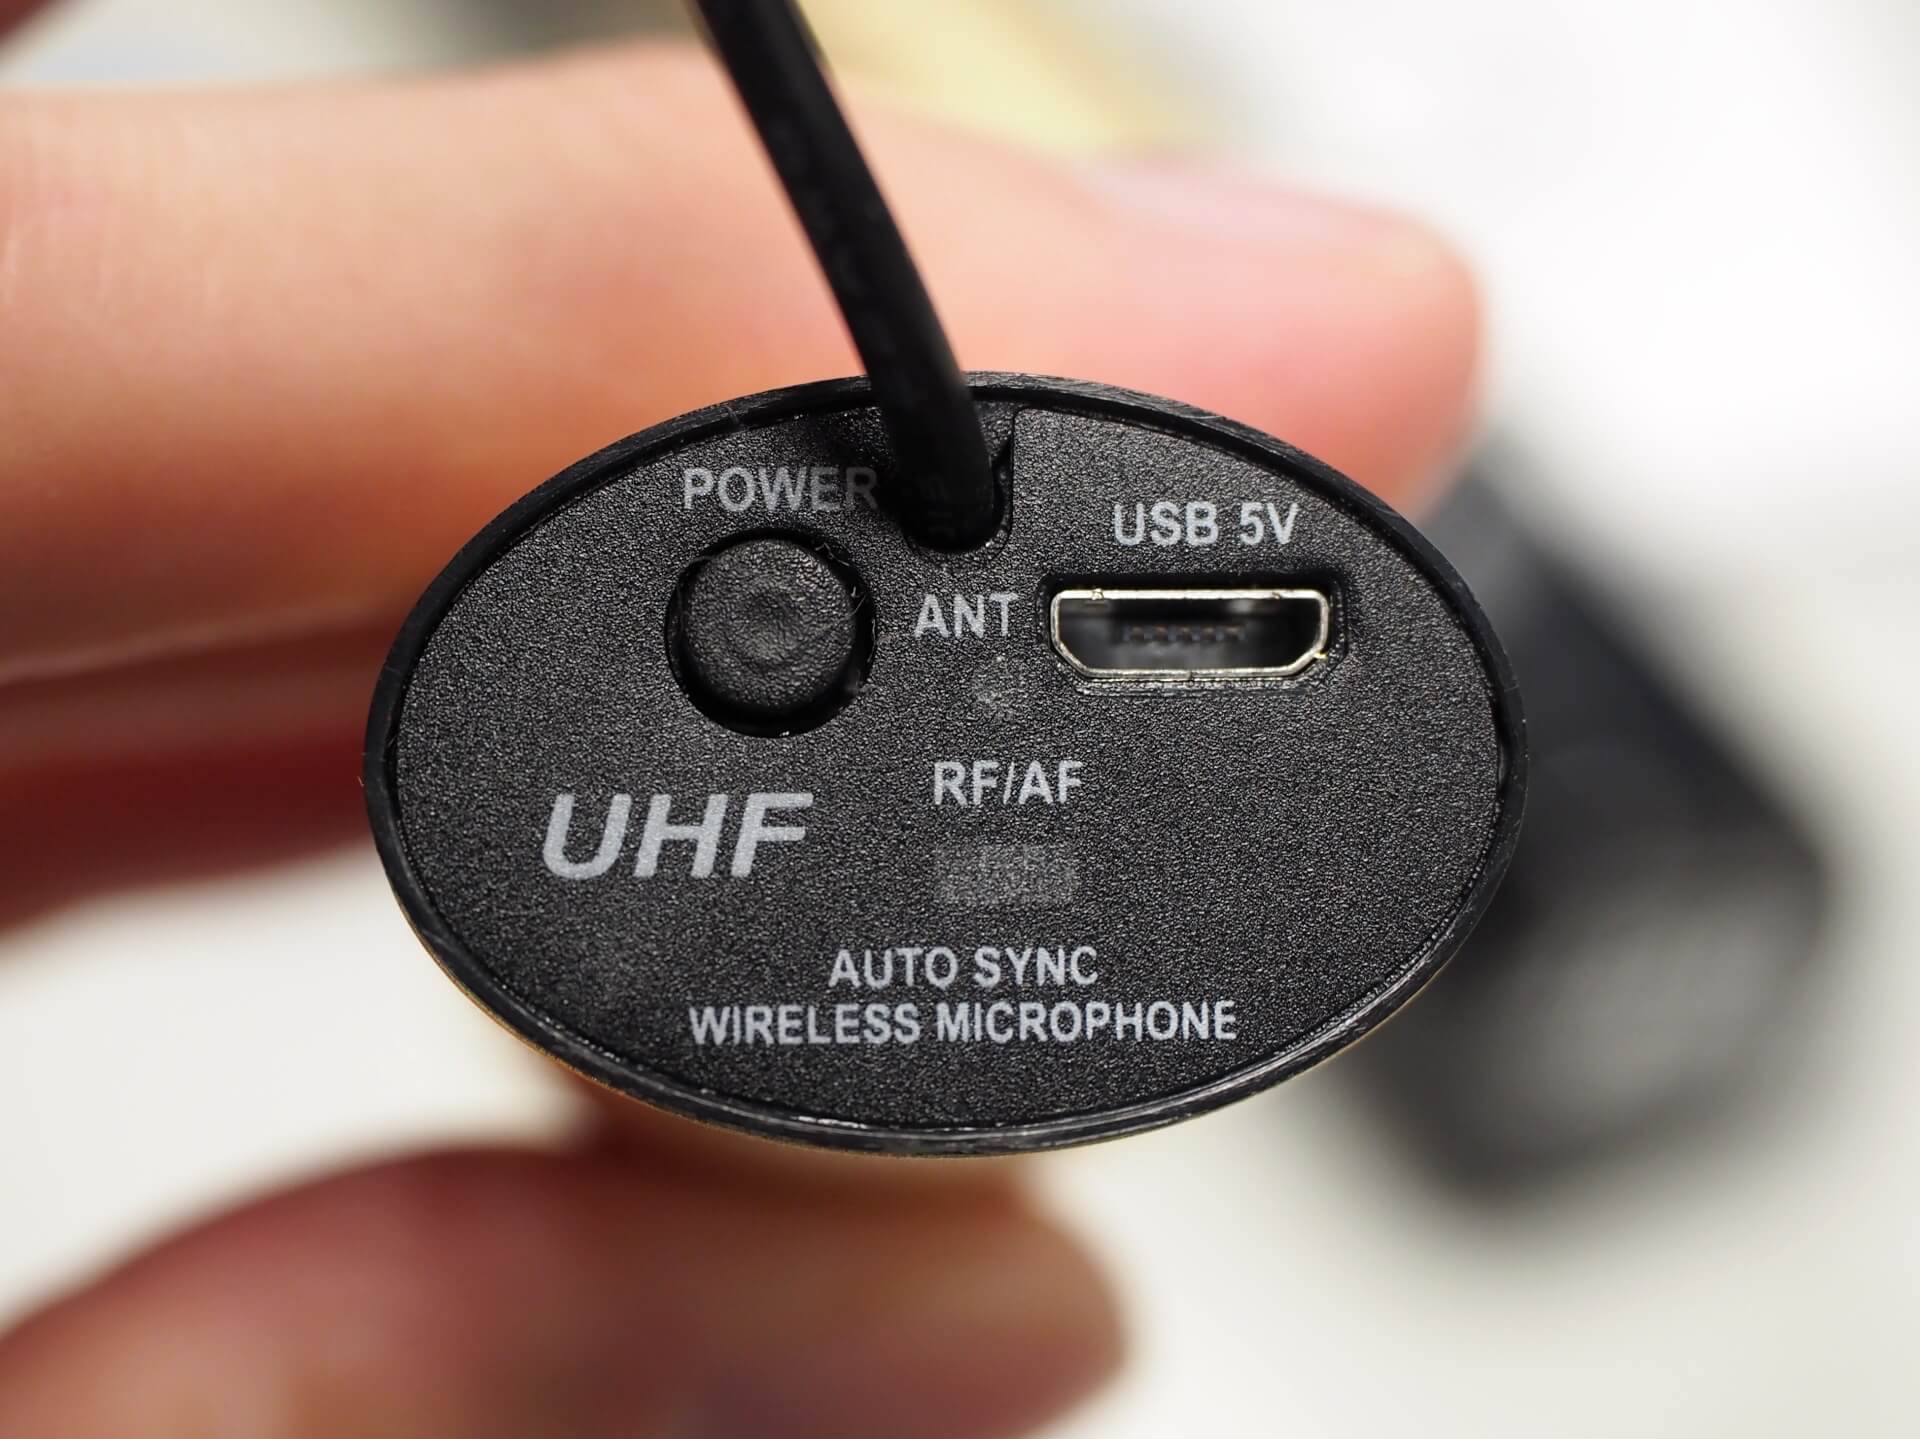 POWER
USB 5V
ANT
RF/AF
UHF
AUTO SYNC
WIRELESS MICROPHONE